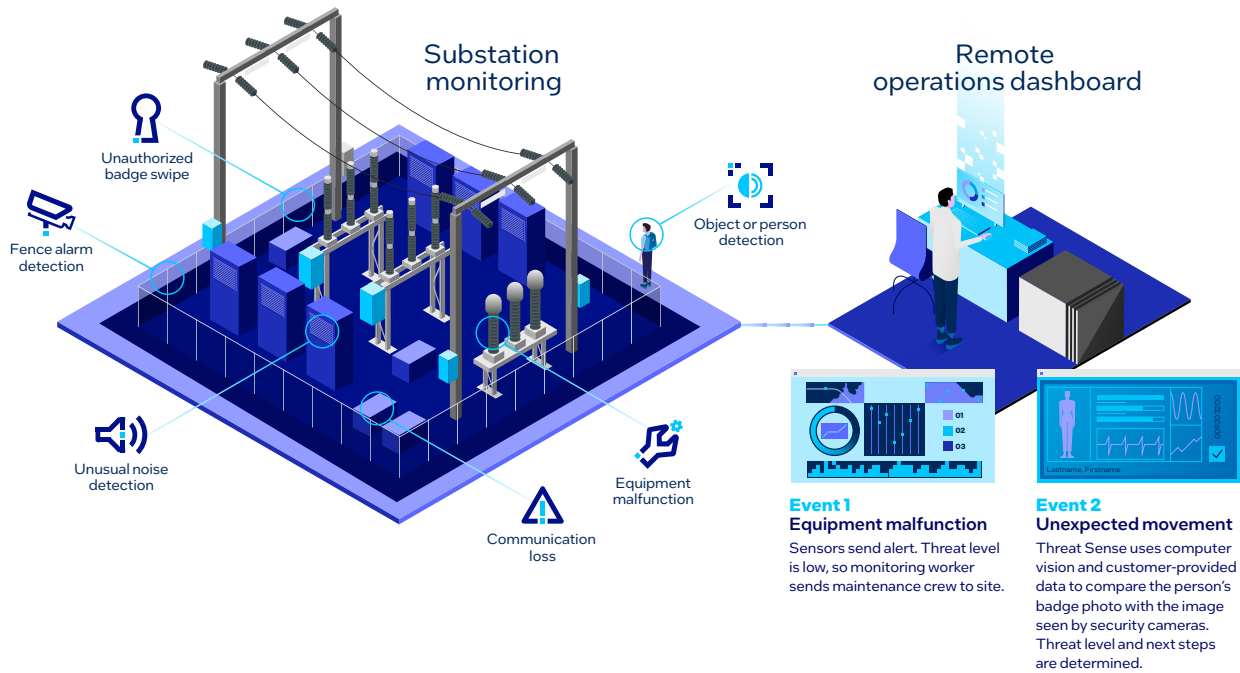 Substation
monitoring
Remote
operations dashboard
Unauthorized
badge swipe
Fence alarm
detection
Object or person
detection
Unusual noise
detection
Communication
loss
Equipment
malfunction
01
02
03
Lastname, Firstname
009 20 32 00
Event 1
Equipment malfunction
Sensors send alert. Threat level
is low, so monitoring worker
sends maintenance crew to site.
Event 2
Unexpected movement
Threat Sense uses computer
vision and customer-provided
data to compare the person's
badge photo with the image
seen by security cameras.
Threat level and next steps
are determined.